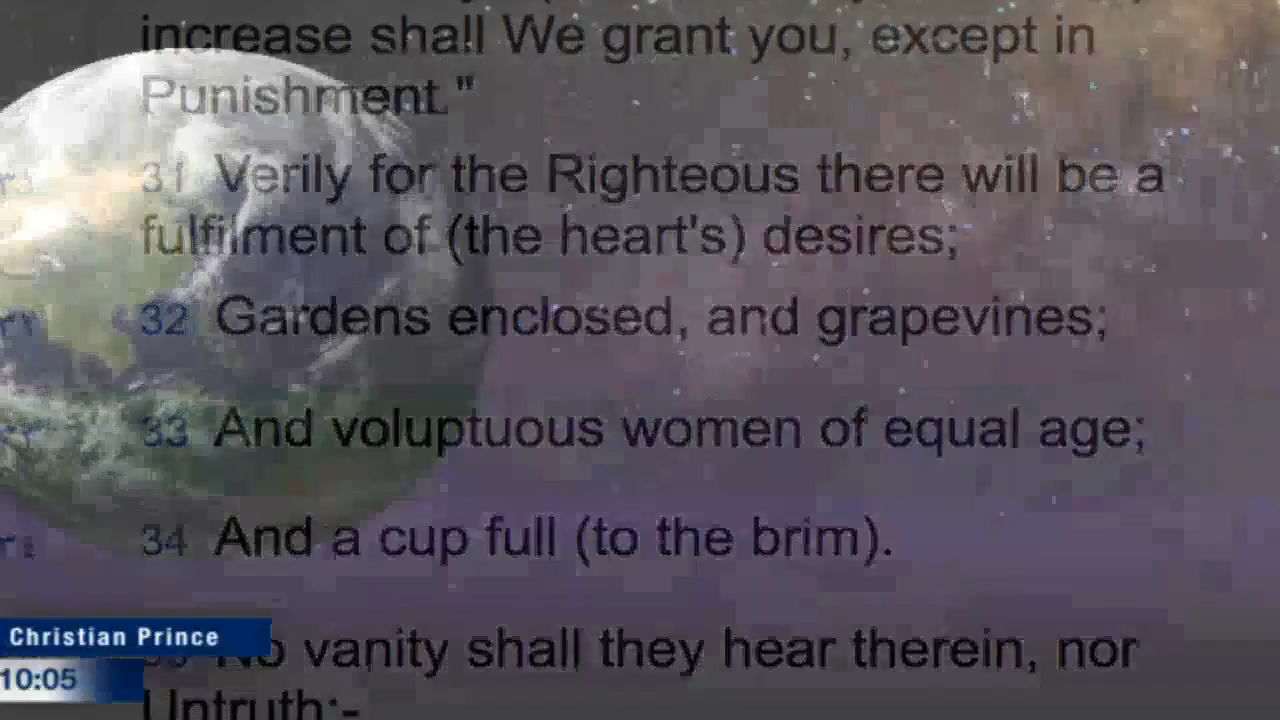 increase shall We grant you, except in
Punishment."
31 Verily for the Righteous there will be a
fulfilment of (the heart's) desires;
32 Gardens enclosed, and grapevines;
33 And voluptuous women of equal age;
34 And a cup full (to the brim).
No vanity shall they hear therein, nor
Untruth:-
Christian Prince
10:05